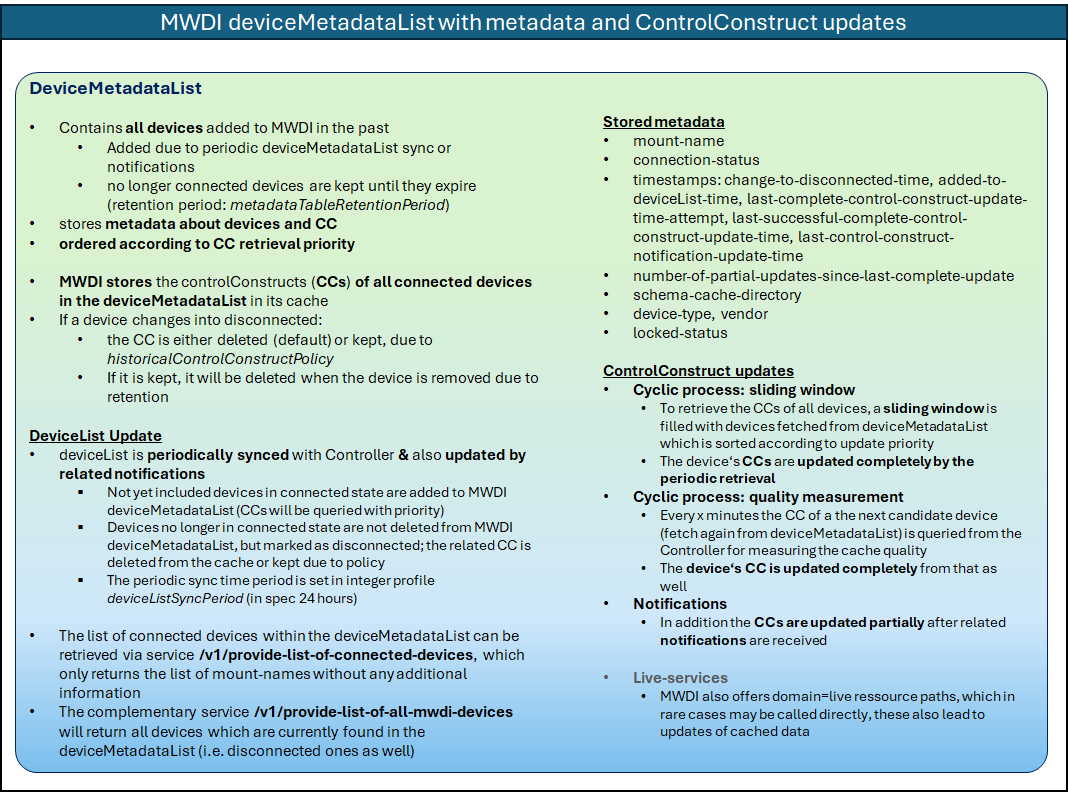 MWDI deviceMetadataList with metadata and ControlConstruct updates
DeviceMetadataList
• Contains all devices added to MWDI in the past
• Added due to periodic deviceMetadataList sync or
notifications
• no longer connected devices are kept until they expire
(retention period: metadataTableRetentionPeriod)
• stores metadata about devices and CC
• ordered according to CC retrieval priority
• MWDI stores the controlConstructs (CCs) of all connected devices
in the deviceMetadataList in its cache
• If a device changes into disconnected:
• the CC is either deleted (default) or kept, due to
historicalControlConstructPolicy
• If it is kept, it will be deleted when the device is removed due to
retention
DeviceList Update
• deviceList is periodically synced with Controller & also updated by
related notifications
▪ Not yet included devices in connected state are added to MWDI
deviceMetadataList (CCs will be queried with priority)
▪ Devices no longer in connected state are not deleted from MWDI
deviceMetadataList, but marked as disconnected; the related CC is
deleted from the cache or kept due to policy
▪ The periodic sync time period is set in integer profile
deviceListSyncPeriod (in spec 24 hours)
• The list of connected devices within the deviceMetadataList can be
retrieved via service /v1/provide-list-of-connected-devices, which
only returns the list of mount-names without any additional
information
• The complementary service /v1/provide-list-of-all-mwdi-devices
will return all devices which are currently found in the
deviceMetadataList (i.e. disconnected ones as well)
Stored metadata
• mount-name
• connection-status
• timestamps: change-to-disconnected-time, added-to-
deviceList-time, last-complete-control-construct-update-
time-attempt, last-successful-complete-control-
construct-update-time, last-control-construct-
notification-update-time
• number-of-partial-updates-since-last-complete-update
• schema-cache-directory
• device-type, vendor
• locked-status
ControlConstruct updates
• Cyclic process: sliding window
• To retrieve the CCs of all devices, a sliding window is
filled with devices fetched from deviceMetadataList
which is sorted according to update priority
• The device‘s CCs are updated completely by the
periodic retrieval
• Cyclic process: quality measurement
• Every x minutes the CC of a the next candidate device
(fetch again from deviceMetadataList) is queried from the
Controller for measuring the cache quality
• The device‘s CC is updated completely from that as
well
• Notifications
• In addition the CCs are updated partially after related
notifications are received
• Live-services
• MWDI also offers domain=live ressource paths, which in
rare cases may be called directly, these also lead to
updates of cached data